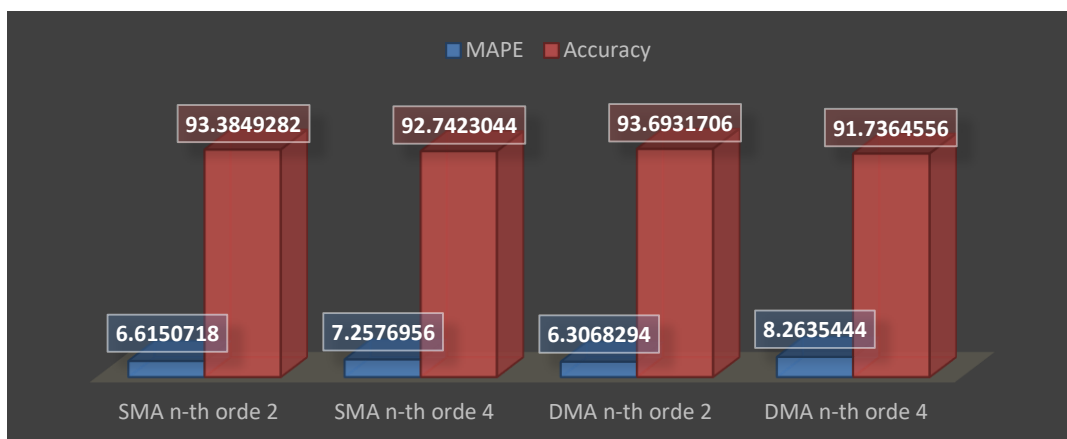 MAPE Accuracy
93.3849282 92.7423044 93.6931706 91.7364556
6.6150718 7.2576956 6.3068294 8.2635444
SMA n-th orde 2 SMA n-th orde 4 DMA n-th orde 2 DMA n-th orde 4